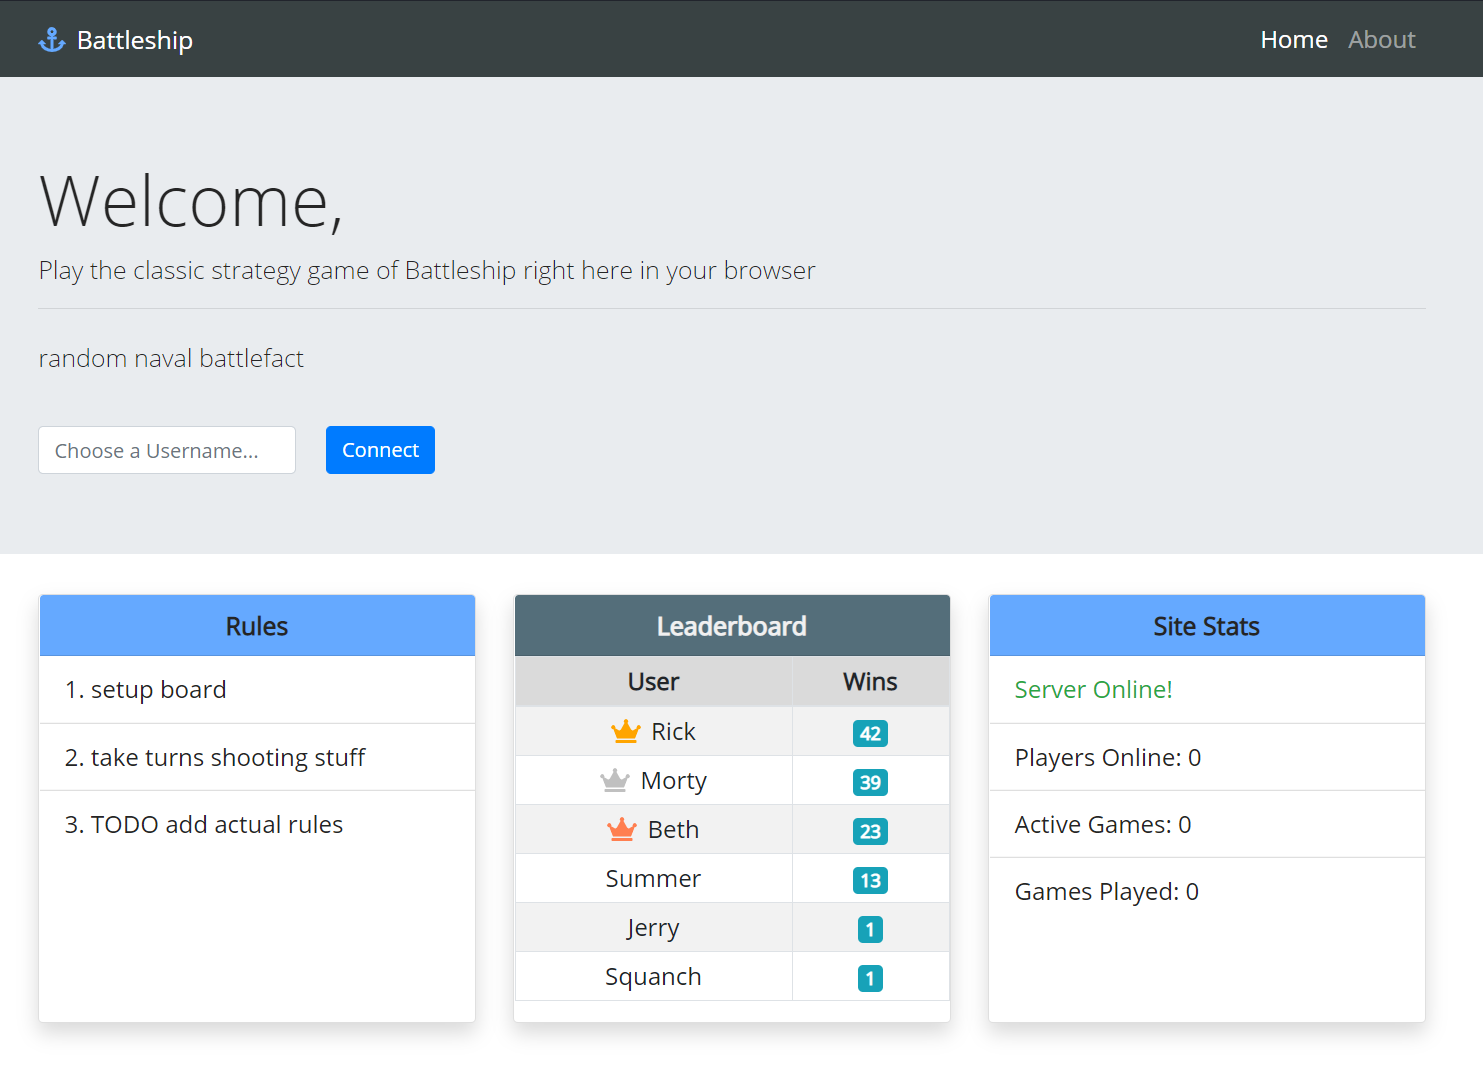 Battleship
Home About
Welcome,
Play the classic strategy game of Battleship right here in your browser
random naval battlefact
Choose a Username...
Connect
Rules
1. setup board
2. take turns shooting stuff
3. TODO add actual rules
Leaderboard
User Wins
Rick 42
Morty 39
Beth 23
Summer 13
Jerry 1
Squanch 1
Site Stats
Server Online!
Players Online: 0
Active Games: 0
Games Played: 0